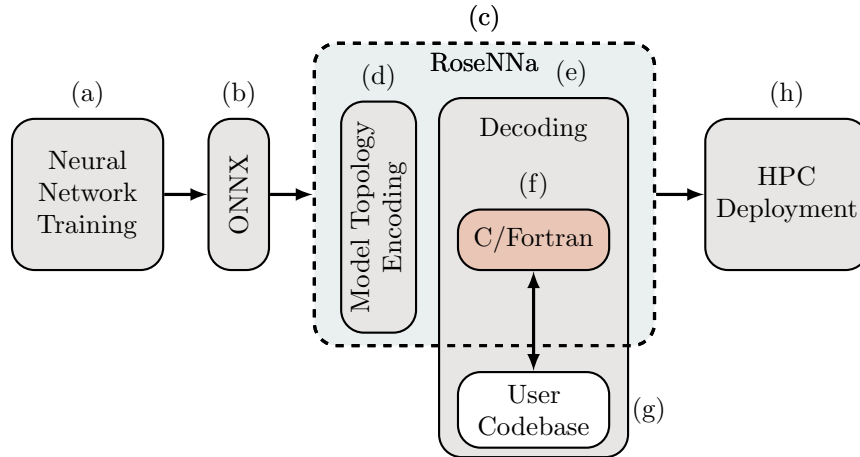 (c)
RoseNNa
(a)
Neural
Network
Training
(b)
ONNX
(d)
Model Topology
Encoding
(e)
Decoding
(f)
C/Fortran
User
Codebase
(g)
(h)
HPC
Deployment